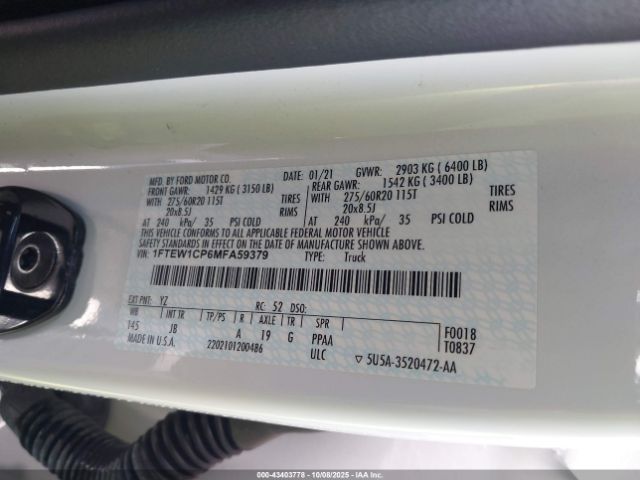 MFD. BY FORD MOTOR CO. DATE: 01/21 GVWR: 2903 KG ( 6400 LB)
FRONT GAWR: 1429 KG ( 3150 LB) REAR GAWR: 1542 KG ( 3400 LB)
WITH 275/60R20 115T TIRES WITH 275/60R20 115T TIRES
20x8.5J RIMS 20x8.5J RIMS
AT 240 kPa/ 35 PSI COLD AT 240 kPa/ 35 PSI COLD
THIS VEHICLE CONFORMS TO ALL APPLICABLE FEDERAL MOTOR VEHICLE
SAFETY AND THEFT PREVENTION STANDARDS IN EFFECT ON THE DATE OF
MANUFACTURE SHOWN ABOVE.
VIN: 1FTEW1CP6MFA59379 TYPE: Truck
EXT PNT: YZ RC: 52 DSO:
WB INT TR TP/PS R AXLE TR SPR
145 JB A 19 G PPAA F0018
MADE IN U.S.A. 2202101200486 ULC T0837
▽ 5U5A-3520472-AA
000-43403778 - 10/08/2025 - IAA Inc.